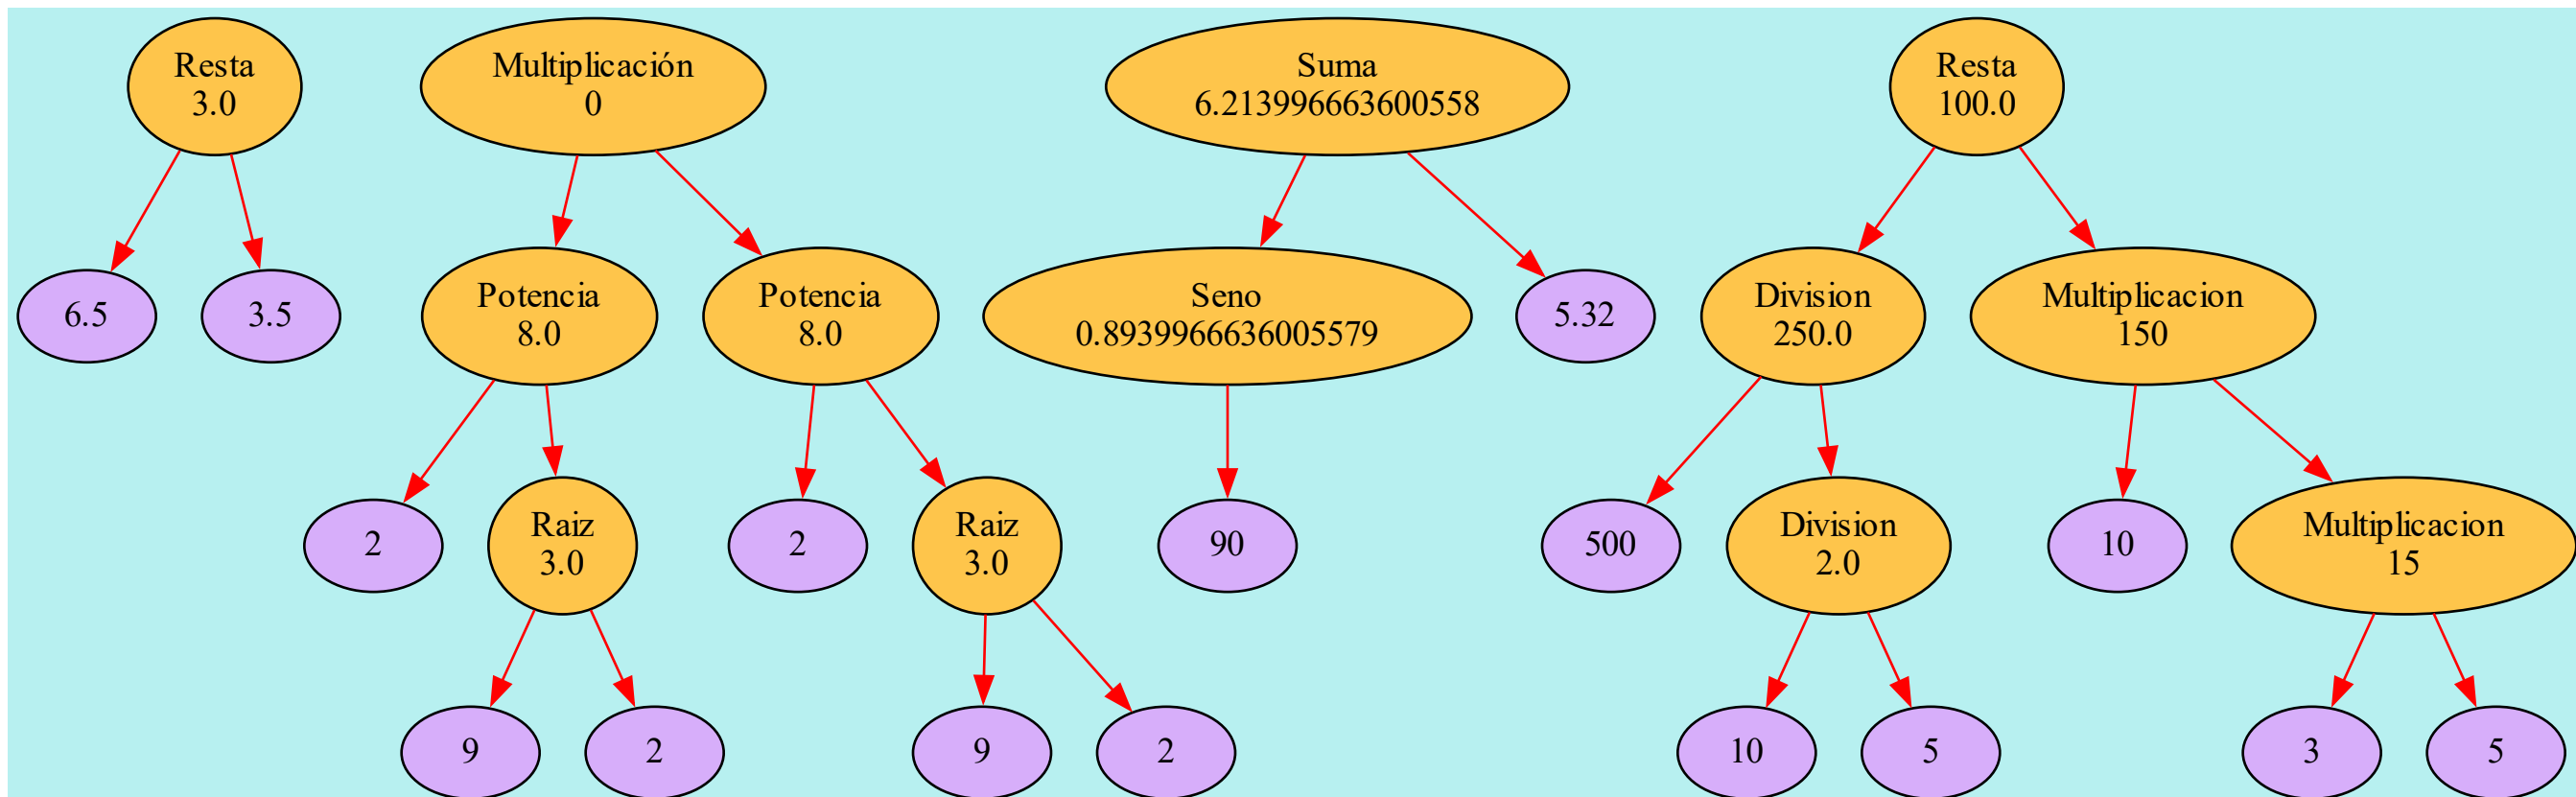 Resta
3.0
Multiplicación
0
Suma
6.213996663600558
Resta
100.0
6.5
3.5
Potencia
8.0
Potencia
8.0
Seno
0.8939966636005579
5.32
Division
250.0
Multiplicacion
150
2
Raiz
3.0
2
Raiz
3.0
90
500
Division
2.0
10
Multiplicacion
15
9
2
9
2
10
5
3
5